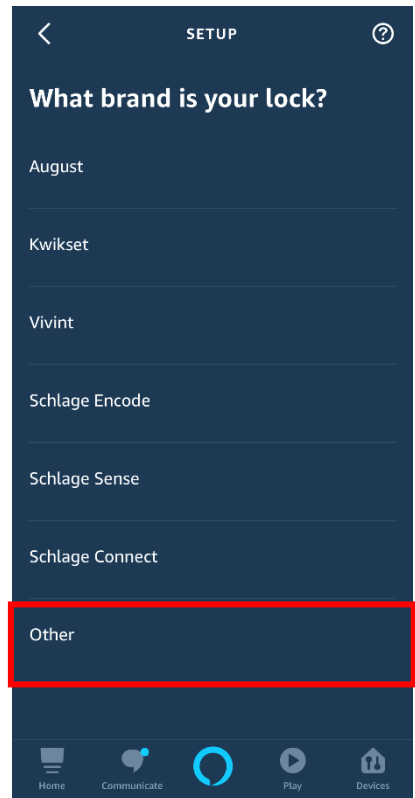 SETUP
What brand is your lock?
August
Kwikset
Vivint
Schlage Encode
Schlage Sense
Schlage Connect
Other
Home Communicate Play Devices